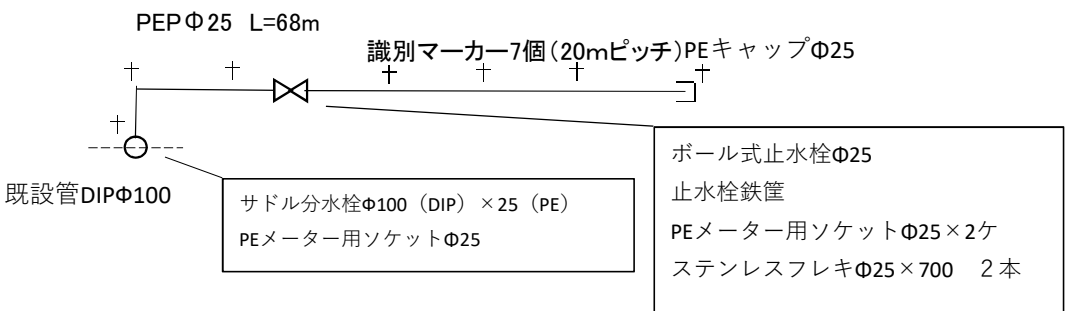 PEPΦ25 L=68m
識別マーカー7個(20mピッチ)PEキャップΦ25
既設管DIPΦ100
サドル分水栓Φ100(DIP)×25(PE)
PEメーター用ソケットΦ25
ボール式止水栓Φ25
止水栓鉄筐
PEメーター用ソケットΦ25×2ケ
ステンレスフレキΦ25×700 2本